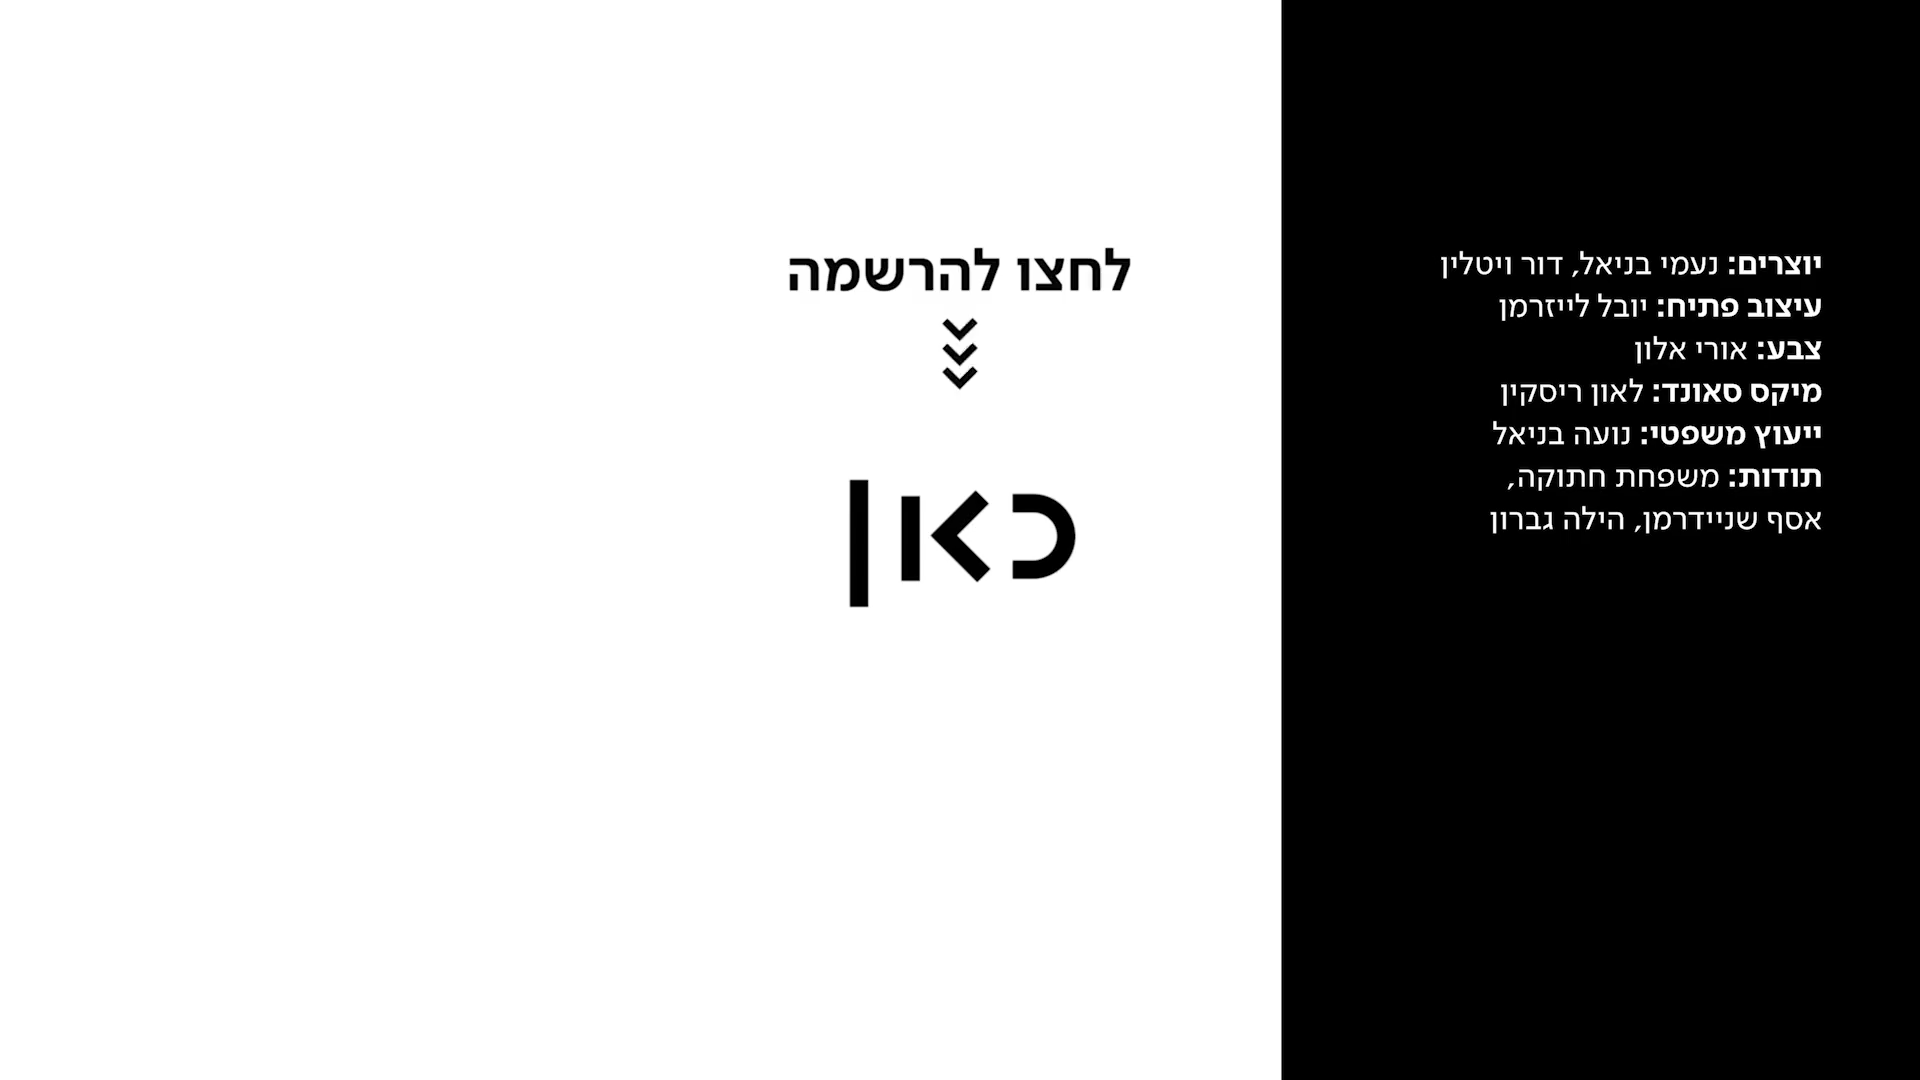 לחצו להרשמה
כאן
יוצרים: נעמי בניאל, דור ויטלין
עיצוב פתיח: יובל לייזרמן
צבע: אורי אלון
מיקס סאונד: לאון ריסקין
ייעוץ משפטי: נועה בניאל
תודות: משפחת חתוקה,
אסף שניידרמן, הילה גברון